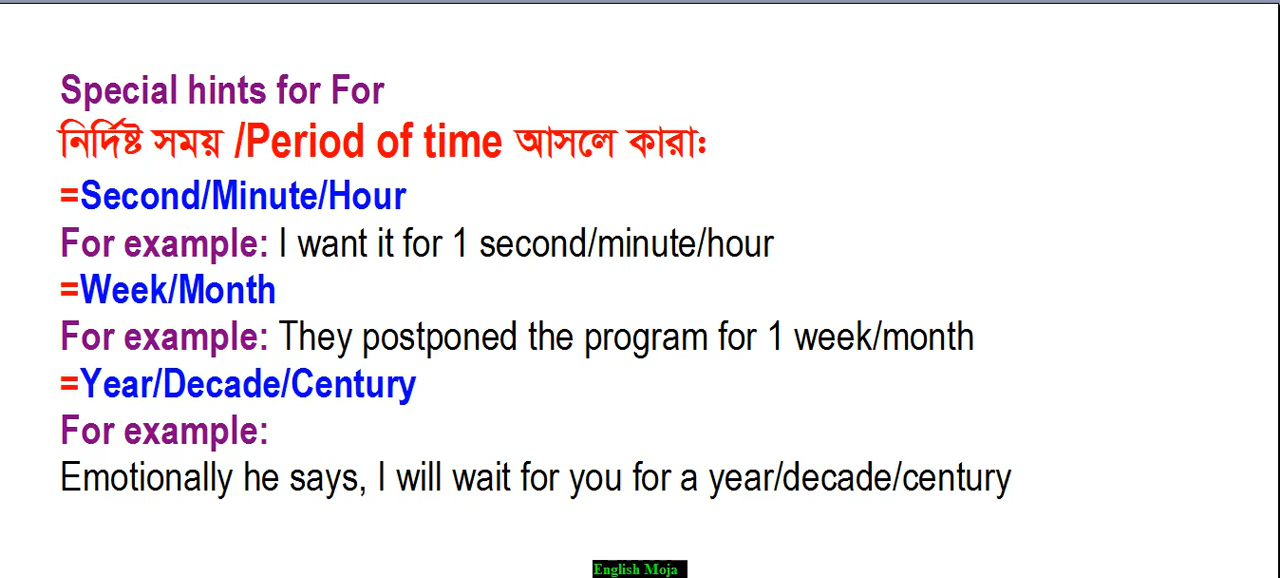 Special hints for For
নির্দিষ্ট সময় /Period of time আসলে কারাঃ
=Second/Minute/Hour
For example: I want it for 1 second/minute/hour
=Week/Month
For example: They postponed the program for 1 week/month
=Year/Decade/Century
For example:
Emotionally he says, I will wait for you for a year/decade/century
English Moja